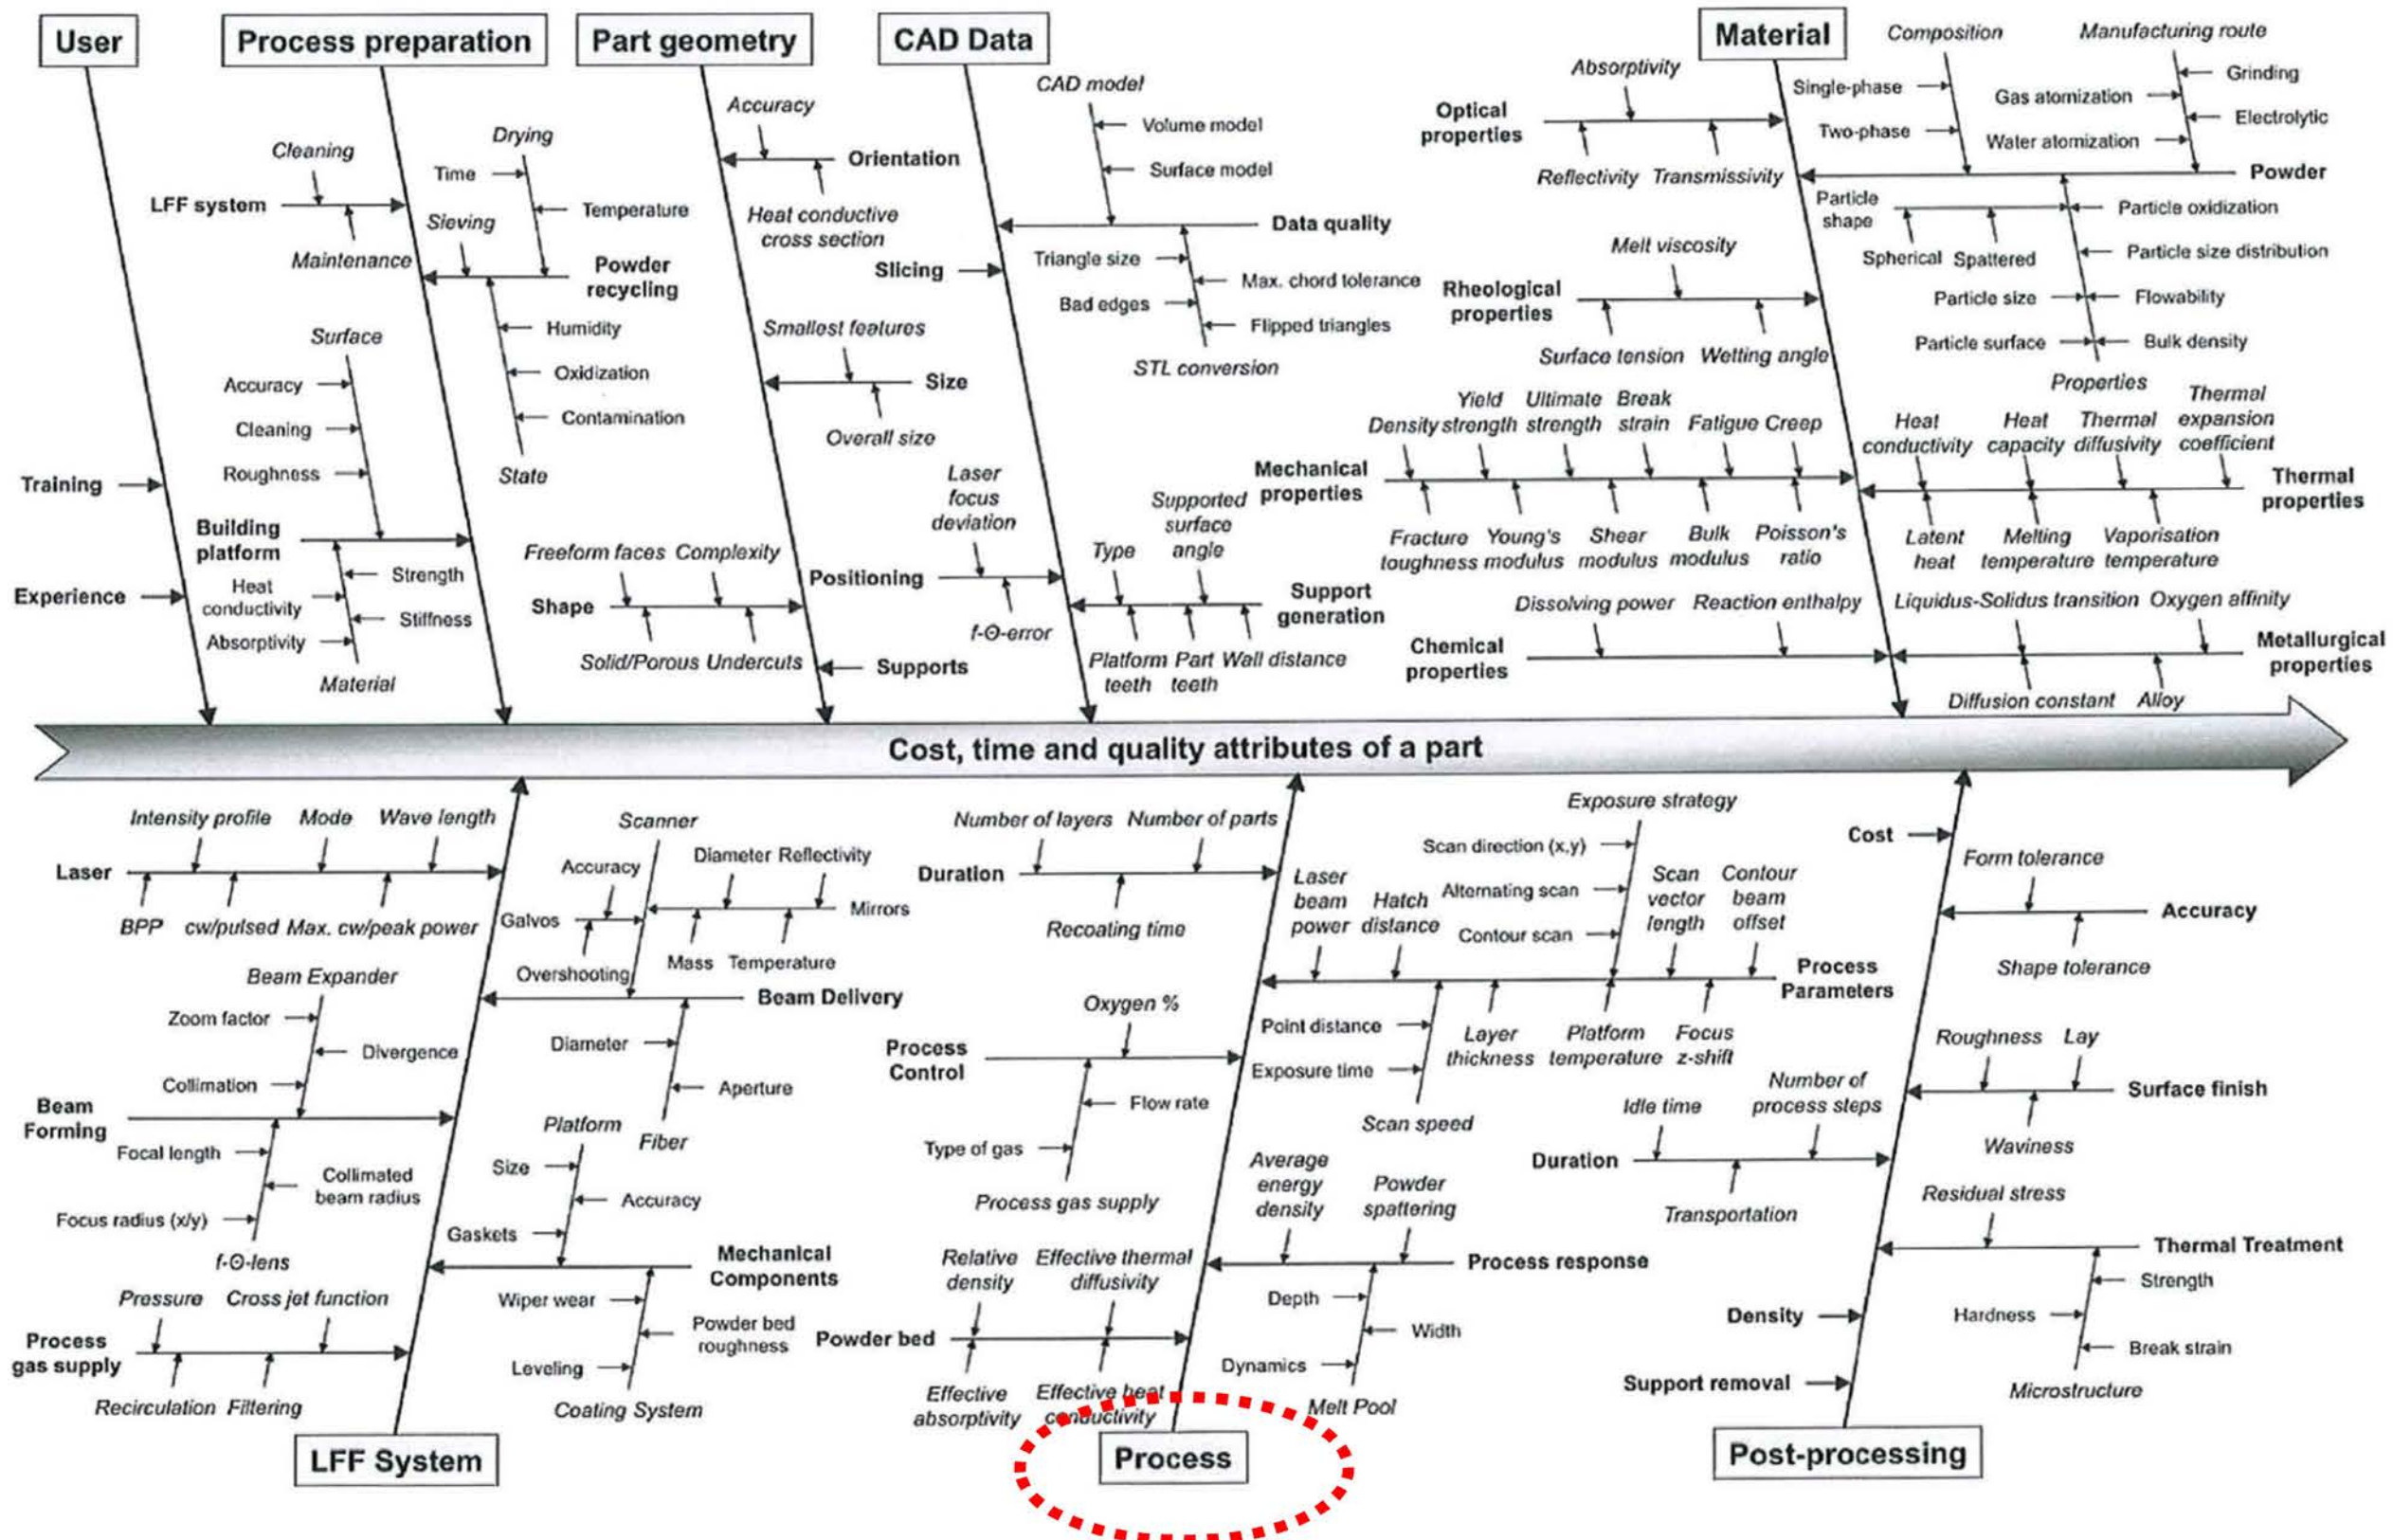 User
Process preparation
Part geometry
CAD Data
Material
Training
Experience
Cleaning
LFF system
Maintenance
Drying
Time
Temperature
Sieving
Powder
recycling
Humidity
Oxidization
Contamination
State
Surface
Accuracy
Cleaning
Roughness
Building
platform
Strength
Heat
conductivity
Stiffness
Absorptivity
Material
Accuracy
Orientation
Heat conductive
cross section
Smallest features
Size
Overall size
Freeform faces
Complexity
Shape
Solid/Porous
Undercuts
Supports
CAD model
Volume model
Surface model
Data quality
Slicing
Triangle size
Max. chord tolerance
Bad edges
Flipped triangles
STL conversion
Laser
focus
deviation
Positioning
f-Θ-error
Type
Supported
surface
angle
Support
generation
Platform
teeth
Part
teeth
Wall distance
Absorptivity
Optical
properties
Reflectivity
Transmissivity
Composition
Single-phase
Two-phase
Manufacturing route
Grinding
Gas atomization
Electrolytic
Water atomization
Powder
Particle
shape
Spherical
Spattered
Particle oxidization
Particle size distribution
Particle size
Flowability
Particle surface
Bulk density
Properties
Melt viscosity
Rheological
properties
Surface tension
Wetting angle
Density
Yield
strength
Ultimate
strength
Break
strain
Fatigue
Creep
Mechanical
properties
Fracture
toughness
Young's
modulus
Shear
modulus
Bulk
modulus
Poisson's
ratio
Heat
conductivity
Heat
capacity
Thermal
diffusivity
Thermal
expansion
coefficient
Thermal
properties
Latent
heat
Melting
temperature
Vaporisation
temperature
Dissolving power
Reaction enthalpy
Chemical
properties
Liquidus-Solidus transition
Oxygen affinity
Metallurgical
properties
Diffusion constant
Alloy
Cost, time and quality attributes of a part
Intensity profile
Mode
Wave length
Laser
BPP
cw/pulsed
Max. cw/peak power
Scanner
Accuracy
Diameter
Reflectivity
Galvos
Mirrors
Overshooting
Mass
Temperature
Beam Delivery
Diameter
Aperture
Fiber
Beam Expander
Zoom factor
Divergence
Collimation
Beam
Forming
Focal length
Collimated
beam radius
Focus radius (x/y)
f-Θ-lens
Platform
Size
Accuracy
Gaskets
Mechanical
Components
Wiper wear
Powder bed
roughness
Leveling
Coating System
Pressure
Cross jet function
Process
gas supply
Recirculation
Filtering
LFF System
Number of layers
Number of parts
Duration
Recoating time
Exposure strategy
Scan direction (x,y)
Alternating scan
Contour scan
Laser
beam
power
Hatch
distance
Scan
vector
length
Contour
beam
offset
Process
Parameters
Point distance
Exposure time
Scan speed
Layer
thickness
Platform
temperature
Focus
z-shift
Oxygen %
Process
Control
Flow rate
Type of gas
Process gas supply
Average
energy
density
Powder
spattering
Process response
Depth
Width
Dynamics
Melt Pool
Relative
density
Effective thermal
diffusivity
Powder bed
Effective
absorptivity
Effective heat
conductivity
Process
Cost
Form tolerance
Accuracy
Shape tolerance
Roughness
Lay
Surface finish
Waviness
Idle time
Number of
process steps
Duration
Transportation
Residual stress
Thermal Treatment
Strength
Hardness
Break strain
Microstructure
Density
Support removal
Post-processing